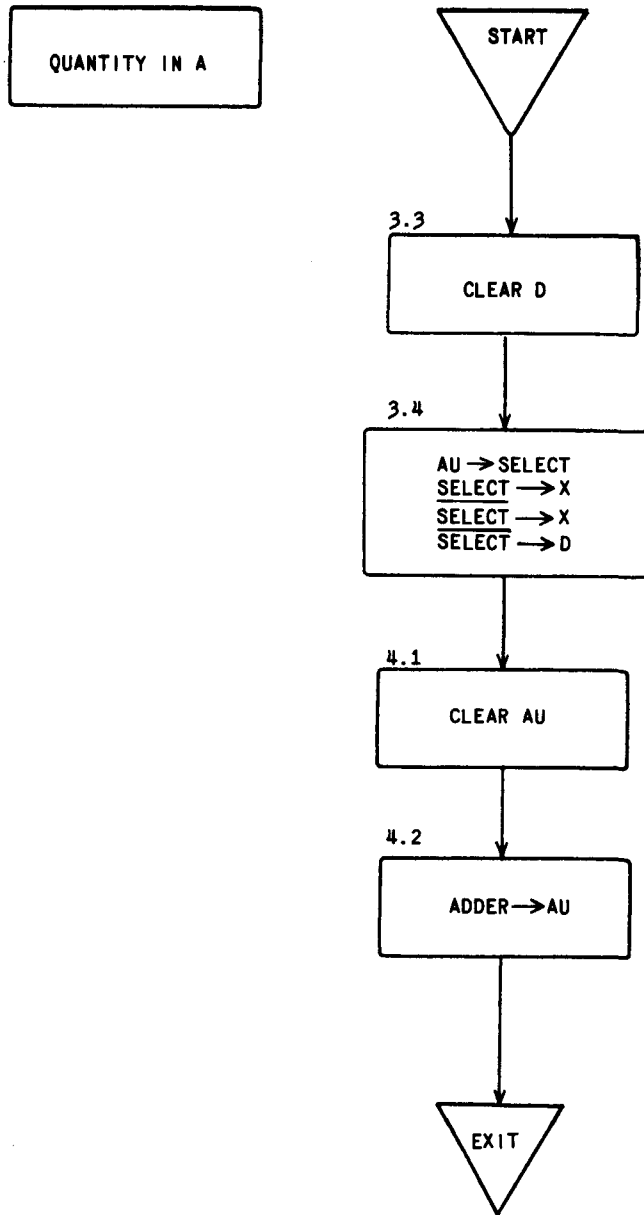 QUANTITY IN A
START
3.3
CLEAR D
3.4
AU → SELECT
SELECT → X
SELECT → X
SELECT → D
4.1
CLEAR AU
4.2
ADDER → AU
EXIT